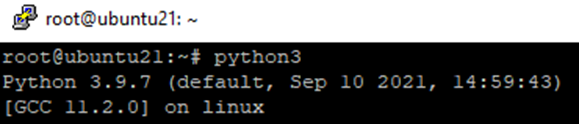 root@ubuntu21: ~
root@ubuntu21:~# python3
Python 3.9.7 (default, Sep 10 2021, 14:59:43)
[GCC 11.2.0] on linux